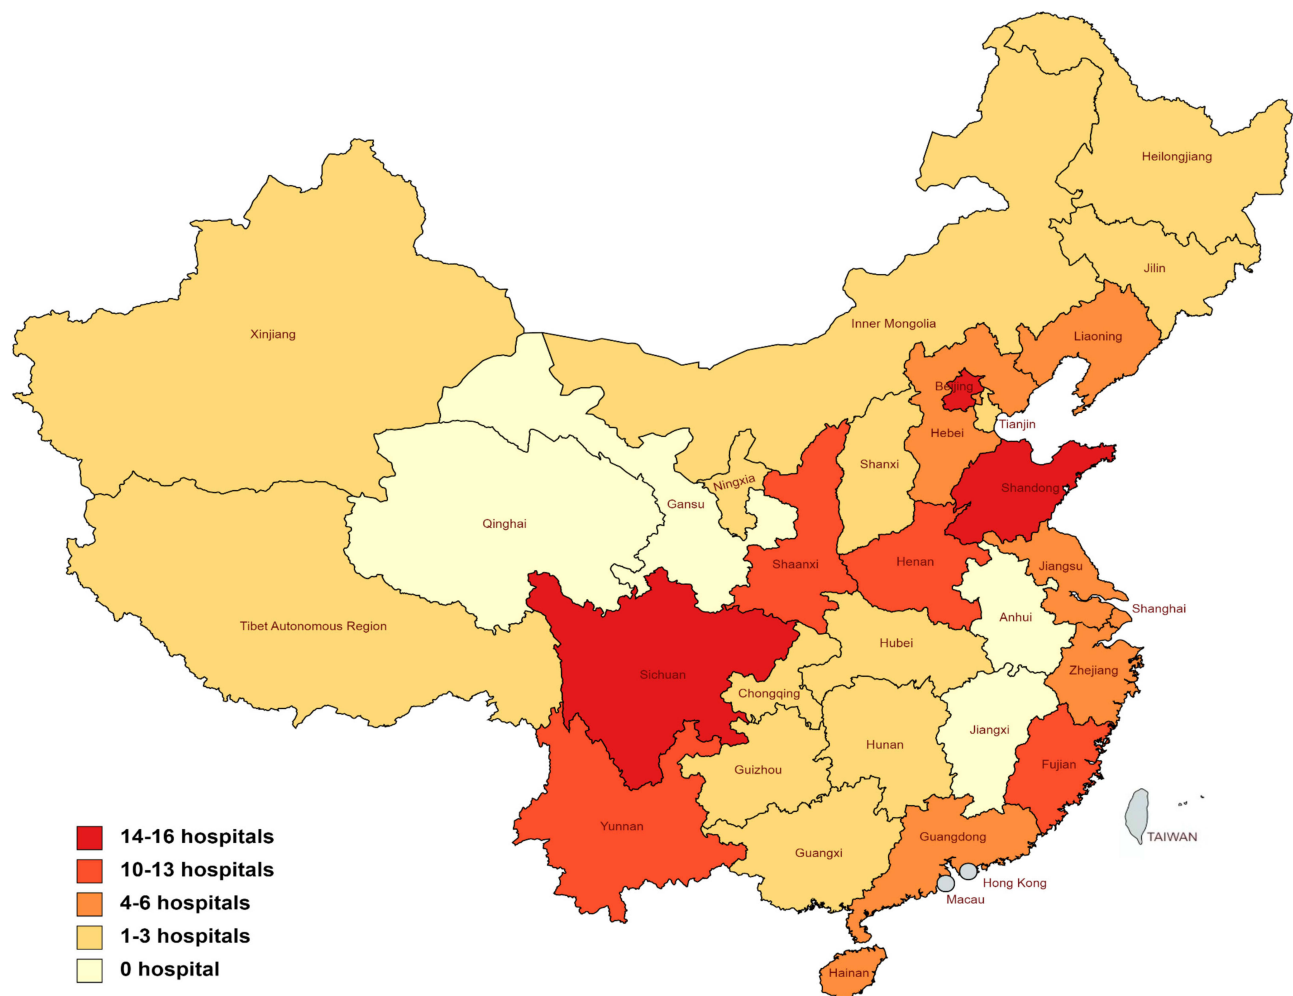 Heilongjiang
Jilin
Inner Mongolia
Xinjiang
Liaoning
Beijing
Tianjin
Hebei
Shanxi
Ningxia
Shandong
Gansu
Qinghai
Shaanxi
Henan
Jiangsu
Shanghai
Anhui
Tibet Autonomous Region
Hubei
Zhejiang
Sichuan
Chongqing
Jiangxi
Hunan
Fujian
Guizhou
Yunnan
Guangdong
TAIWAN
Guangxi
Hong Kong
Macau
Hainan
14-16 hospitals
10-13 hospitals
4-6 hospitals
1-3 hospitals
0 hospital